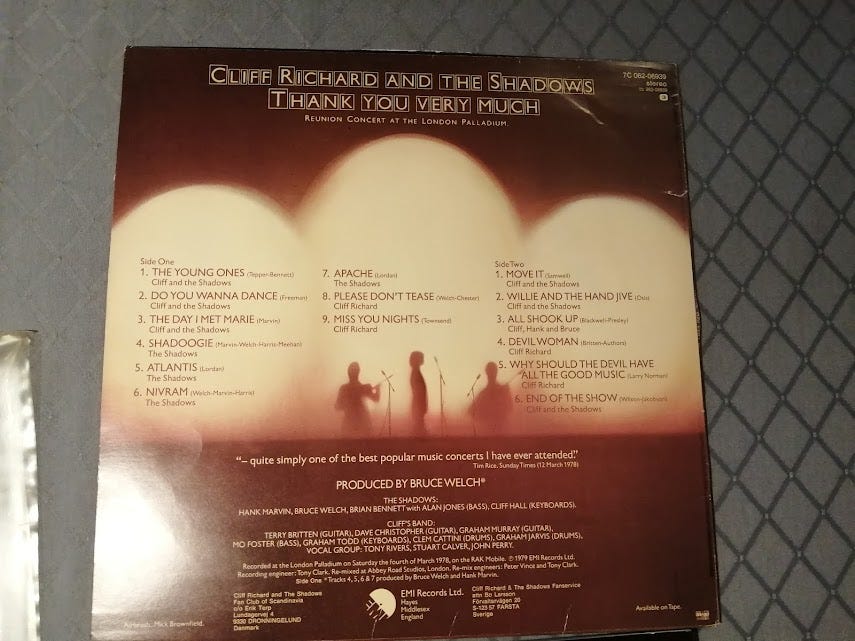 CLIFF RICHARD AND THE SHADOWS
THANK YOU VERY MUCH
REUNION CONCERT AT THE LONDON PALLADIUM.
7C 062-06939
stereo
Side One
1. THE YOUNG ONES (Tepper-Bennett)
Cliff and the Shadows
2. DO YOU WANNA DANCE (Freeman)
Cliff and the Shadows
3. THE DAY I MET MARIE (Marvin)
Cliff and the Shadows
4. SHADOOGIE (Marvin-Welch-Harris-Meehan)
The Shadows
5. ATLANTIS (Lordan)
The Shadows
6. NIVRAM (Welch-Marvin-Harris)
The Shadows
7. APACHE (Lordan)
The Shadows
8. PLEASE DON'T TEASE (Welch-Chester)
Cliff Richard
9. MISS YOU NIGHTS (Townsend)
Cliff Richard
Side Two
1. MOVE IT (Samwell)
Cliff and the Shadows
2. WILLIE AND THE HAND JIVE (Otis)
Cliff and the Shadows
3. ALL SHOOK UP (Blackwell-Presley)
Cliff, Hank and Bruce
4. DEVIL WOMAN (Britten-Authors)
Cliff Richard
5. WHY SHOULD THE DEVIL HAVE
ALL THE GOOD MUSIC (Larry Norman)
Cliff Richard
6. END OF THE SHOW (Wilson-Jakobson)
Cliff and the Shadows
"– quite simply one of the best popular music concerts I have ever attended."
Tim Rice. Sunday Times (12 March 1978)
PRODUCED BY BRUCE WELCH*
THE SHADOWS:
HANK MARVIN, BRUCE WELCH, BRIAN BENNETT with ALAN JONES (BASS), CLIFF HALL (KEYBOARDS).
CLIFF'S BAND:
TERRY BRITTEN (GUITAR), DAVE CHRISTOPHER (GUITAR), GRAHAM MURRAY (GUITAR),
MO FOSTER (BASS), GRAHAM TODD (KEYBOARDS), CLEM CATTINI (DRUMS), GRAHAM JARVIS (DRUMS),
VOCAL GROUP: TONY RIVERS, STUART CALVER, JOHN PERRY.
Recorded at the London Palladium on Saturday the fourth of March 1978, on the RAK Mobile. ©1979 EMI Records Ltd.
Recording engineer: Tony Clark. Re-mixed at Abbey Road Studios, London. Re-mix engineers: Peter Vince and Tony Clark.
Side One *Tracks 4, 5, 6 & 7 produced by Bruce Welch and Hank Marvin.
Cliff Richard and The Shadows
Fan Club of Scandinavia
c/o Erik Terp
Lundagervej 4
9330 DRONNINGLUND
Danmark
EMI
EMI Records Ltd.
Hayes
Middlesex
England
Cliff Richard & The Shadows Fanservice
attn Bo Larsson
Förvaltarvägen 20
S-123 57 FARSTA
Sverige
Airbrush: Mick Brownfield.
Available on Tape.